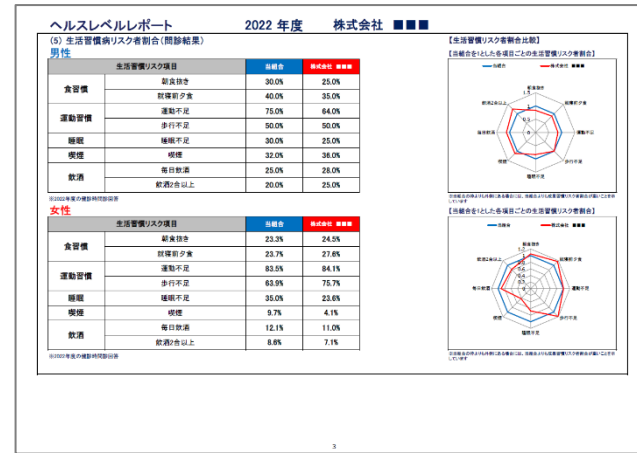 ヘルスレベルレポート 2022 年度 株式会社 ■■■
(5) 生活習慣病リスク者割合(問診結果)
男性
生活習慣リスク項目 当組合 株式会社 ■■■
食習慣 朝食抜き 30.0% 25.0%
就寝前夕食 40.0% 35.0%
運動習慣 運動不足 75.0% 64.0%
歩行不足 50.0% 50.0%
睡眠 睡眠不足 30.0% 25.0%
喫煙 喫煙 32.0% 36.0%
飲酒 毎日飲酒 25.0% 28.0%
飲酒2合以上 20.0% 25.0%
※2022年度の健診時問診回答
女性
生活習慣リスク項目 当組合 株式会社 ■■■
食習慣 朝食抜き 23.3% 24.5%
就寝前夕食 23.7% 27.6%
運動習慣 運動不足 83.5% 84.1%
歩行不足 63.9% 75.7%
睡眠 睡眠不足 35.0% 23.6%
喫煙 喫煙 9.7% 4.1%
飲酒 毎日飲酒 12.1% 11.0%
飲酒2合以上 8.6% 7.1%
※2022年度の健診時問診回答
【生活習慣リスク者割合比較】
【当組合を1とした各項目ごとの生活習慣リスク者割合】
当組合 株式会社 ■■■
朝食抜き
就寝前夕食
運動不足
歩行不足
睡眠不足
喫煙
毎日飲酒
飲酒2合以上
1.5
1
0.5
0
【当組合を1とした各項目ごとの生活習慣リスク者割合】
当組合 株式会社 ■■■
朝食抜き
就寝前夕食
運動不足
歩行不足
睡眠不足
喫煙
毎日飲酒
飲酒2合以上
1.2
1
0.8
0.6
0.4
0.2
0
3